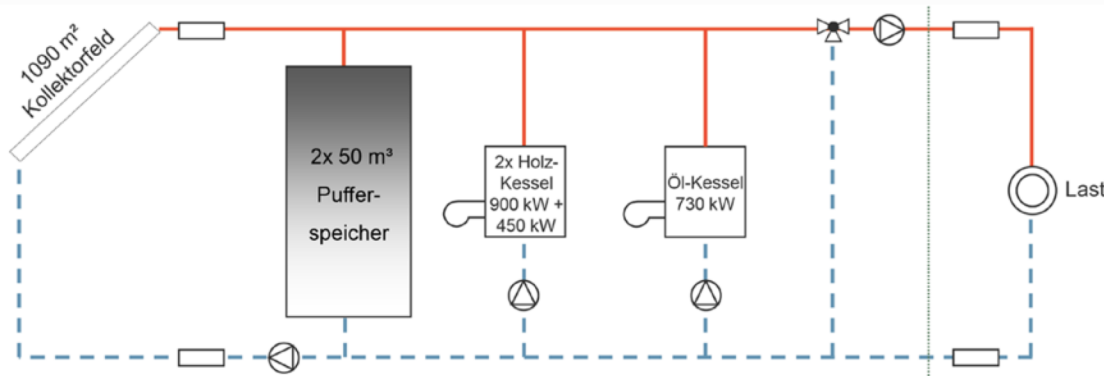 1090 m²
Kollektorfeld
2x 50 m³
Puffer-
speicher
2x Holz-
Kessel
900 kW +
450 kW
Öl-Kessel
730 kW
Last